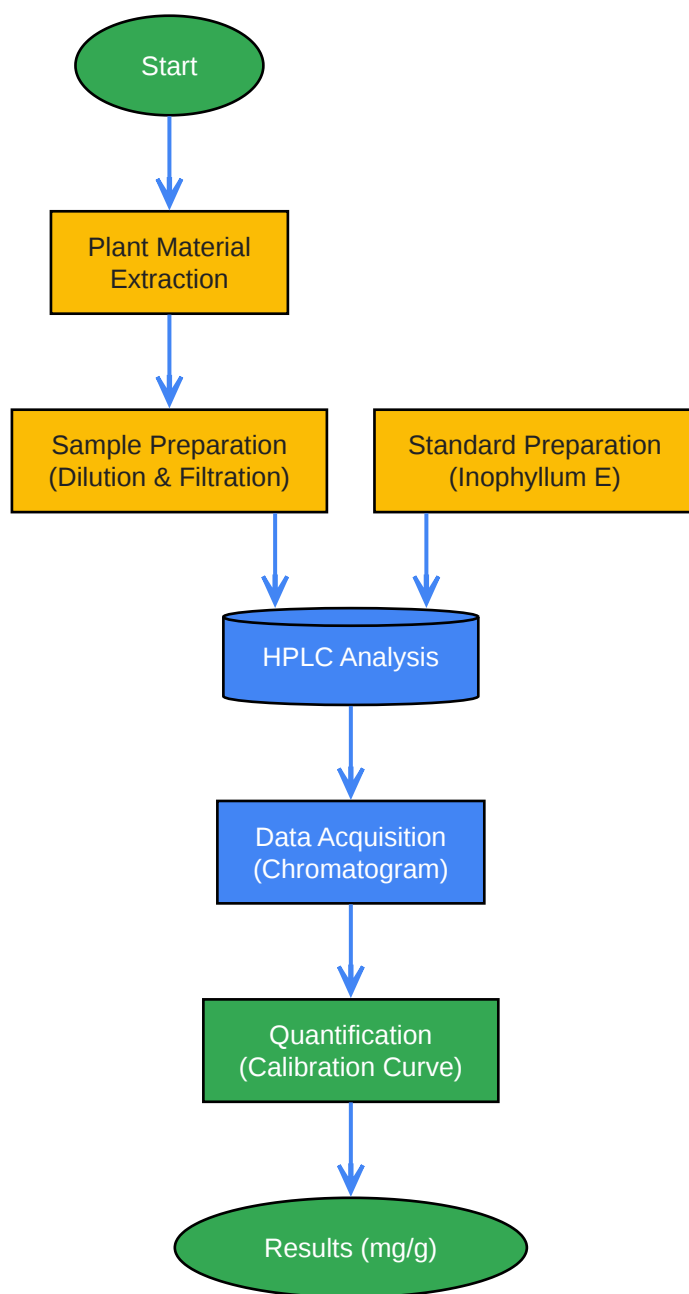 Start
Plant Material
Extraction
Sample Preparation
(Dilution & Filtration)
Standard Preparation
(Inophyllum E)
HPLC Analysis
Data Acquisition
(Chromatogram)
Quantification
(Calibration Curve)
Results (mg/g)